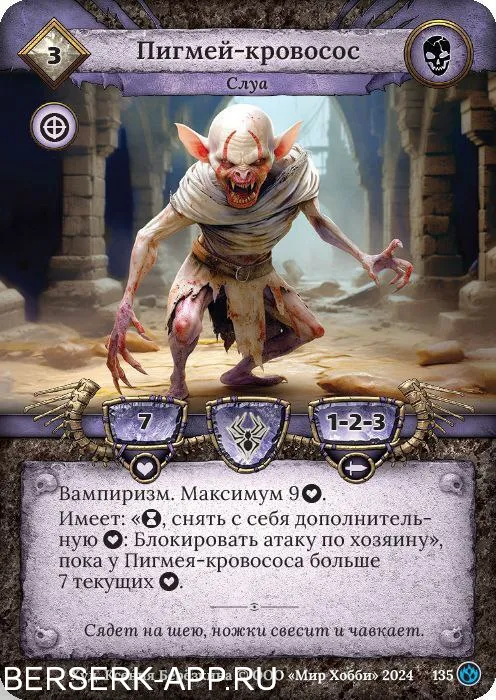 3
Пигмей-кровосос
Слуа
7
1-2-3
Вампиризм. Максимум 9
Имеет: «, снять с себя дополнитель-
ную : Блокировать атаку по хозяину»,
пока у Пигмея-кровососа больше
7 текущих .
Сядет на шею, ножки свесит и чавкает.
© ООО «Мир Хобби» 2024 135
BERSERK-APP.RU